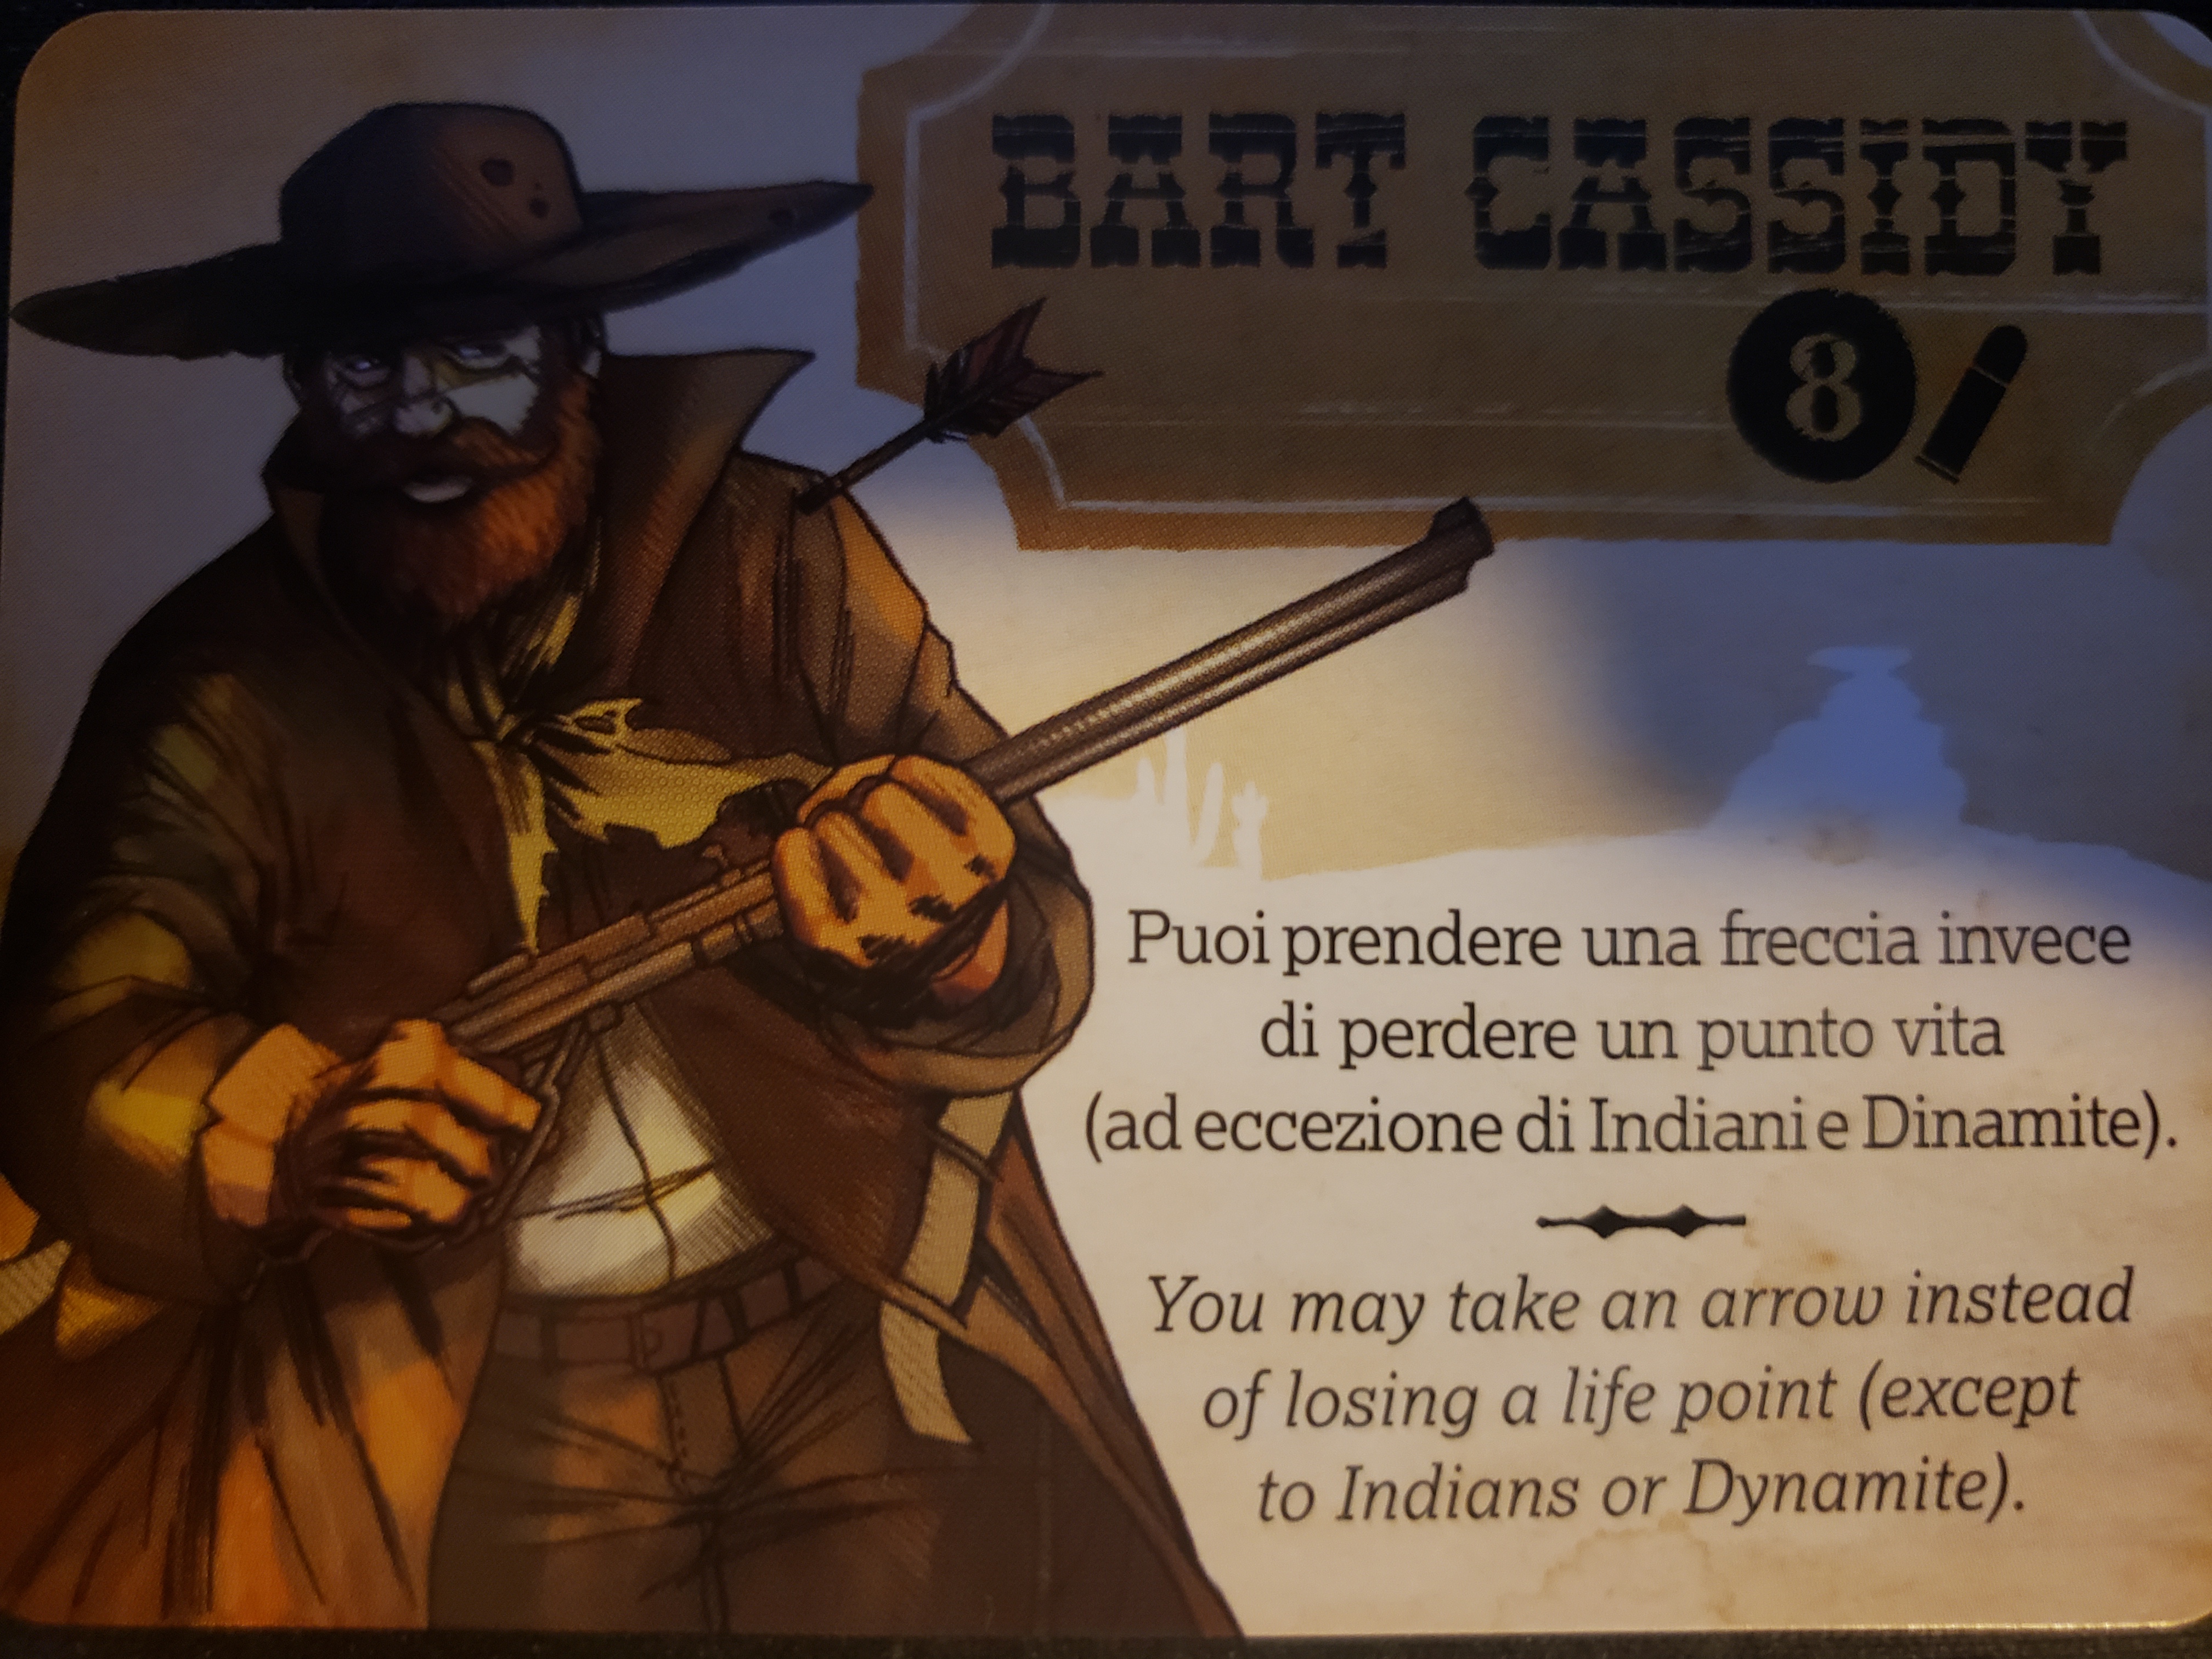 BART CASSIDY
8
Puoi prendere una freccia invece
di perdere un punto vita
(ad eccezione di Indiani e Dinamite).
You may take an arrow instead
of losing a life point (except
to Indians or Dynamite).